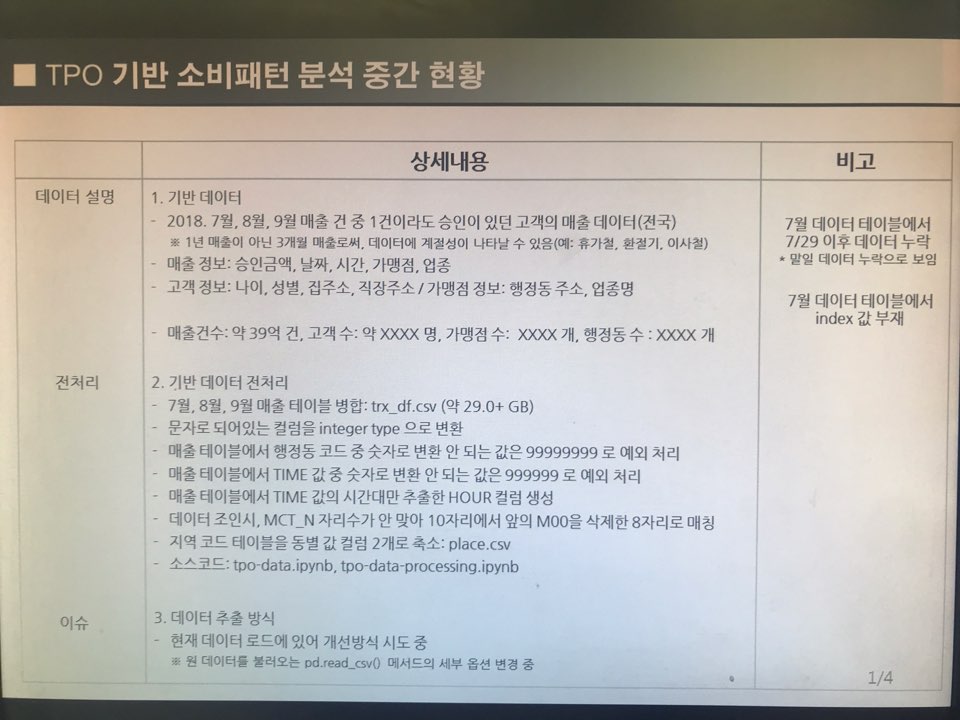 ■ TPO 기반 소비패턴 분석 중간 현황
상세내용
비고
데이터 설명
1. 기반 데이터
- 2018. 7월, 8월, 9월 매출 건 중 1건이라도 승인이 있던 고객의 매출 데이터(전국)
※ 1년 매출이 아닌 3개월 매출로써, 데이터에 계절성이 나타날 수 있음(예: 휴가철, 환절기, 이사철)
- 매출 정보: 승인금액, 날짜, 시간, 가맹점, 업종
- 고객 정보: 나이, 성별, 집주소, 직장주소 / 가맹점 정보: 행정동 주소, 업종명
- 매출건수: 약 39억 건, 고객 수: 약 XXXX 명, 가맹점 수: XXXX 개, 행정동 수 : XXXX 개
7월 데이터 테이블에서
7/29 이후 데이터 누락
* 말일 데이터 누락으로 보임
7월 데이터 테이블에서
index 값 부재
전처리
2. 기반 데이터 전처리
- 7월, 8월, 9월 매출 테이블 병합: trx_df.csv (약 29.0+ GB)
- 문자로 되어있는 컬럼을 integer type 으로 변환
- 매출 테이블에서 행정동 코드 중 숫자로 변환 안 되는 값은 99999999 로 예외 처리
- 매출 테이블에서 TIME 값 중 숫자로 변환 안 되는 값은 999999 로 예외 처리
- 매출 테이블에서 TIME 값의 시간대만 추출한 HOUR 컬럼 생성
- 데이터 조인시, MCT_N 자리수가 안 맞아 10자리에서 앞의 M00을 삭제한 8자리로 매칭
- 지역 코드 테이블을 동별 값 컬럼 2개로 축소: place.csv
- 소스코드: tpo-data.ipynb, tpo-data-processing.ipynb
이슈
3. 데이터 추출 방식
- 현재 데이터 로드에 있어 개선방식 시도 중
※ 원 데이터를 불러오는 pd.read_csv() 메서드의 세부 옵션 변경 중
1/4